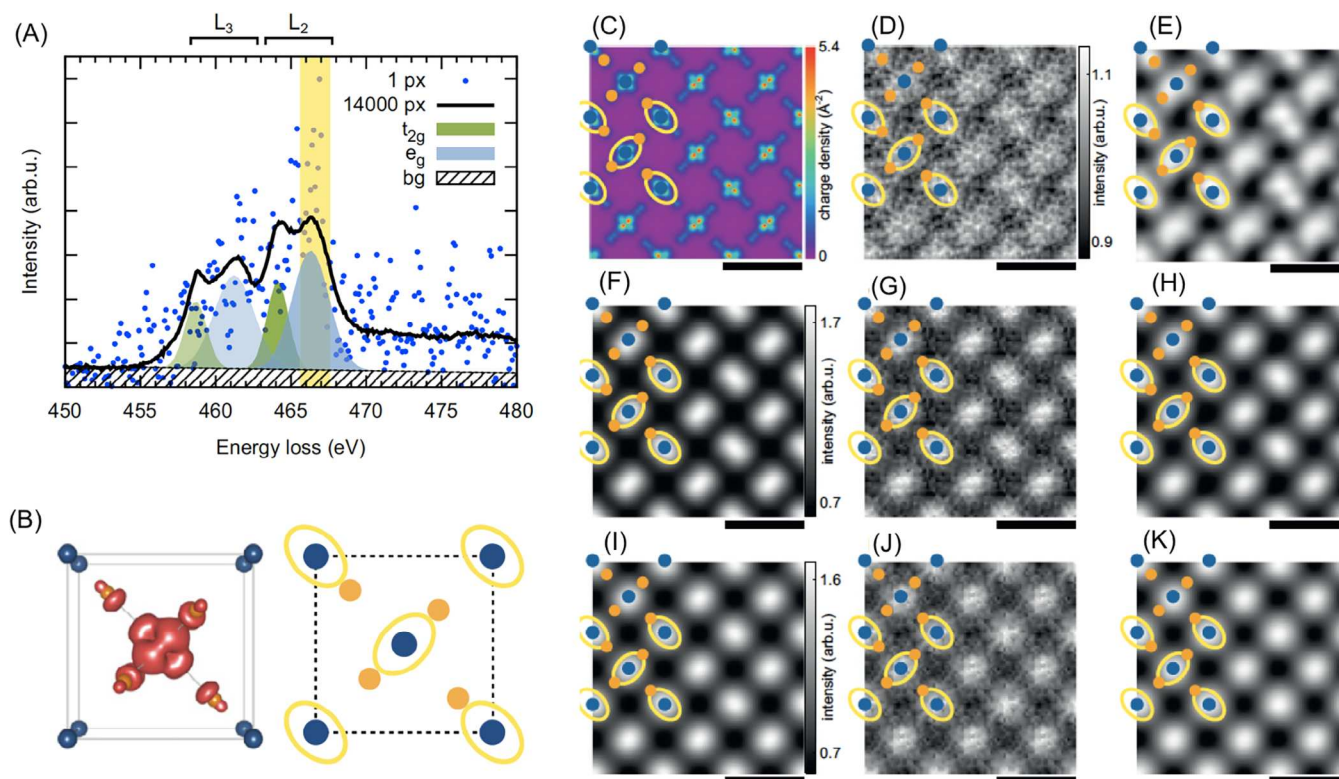 (A)
L3 L2
1 px
14000 px
t2g
eg
bg
Intensity (arb.u.)
450 455 460 465 470 475 480
Energy loss (eV)
(B)
(C)
5.4
charge density (Å-2)
0
(D)
1.1
intensity (arb.u.)
0.9
(E)
(F)
1.7
intensity (arb.u.)
0.7
(G)
(H)
(I)
1.6
intensity (arb.u.)
0.7
(J)
(K)